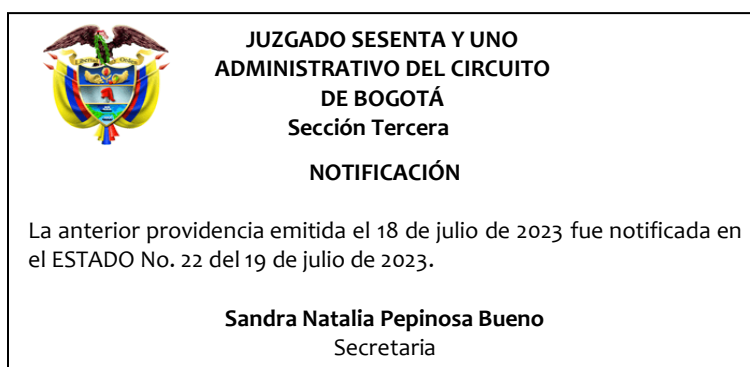 JUZGADO SESENTA Y UNO
ADMINISTRATIVO DEL CIRCUITO
DE BOGOTÁ
Sección Tercera
NOTIFICACIÓN
La anterior providencia emitida el 18 de julio de 2023 fue notificada en
el ESTADO No. 22 del 19 de julio de 2023.
Sandra Natalia Pepinosa Bueno
Secretaria